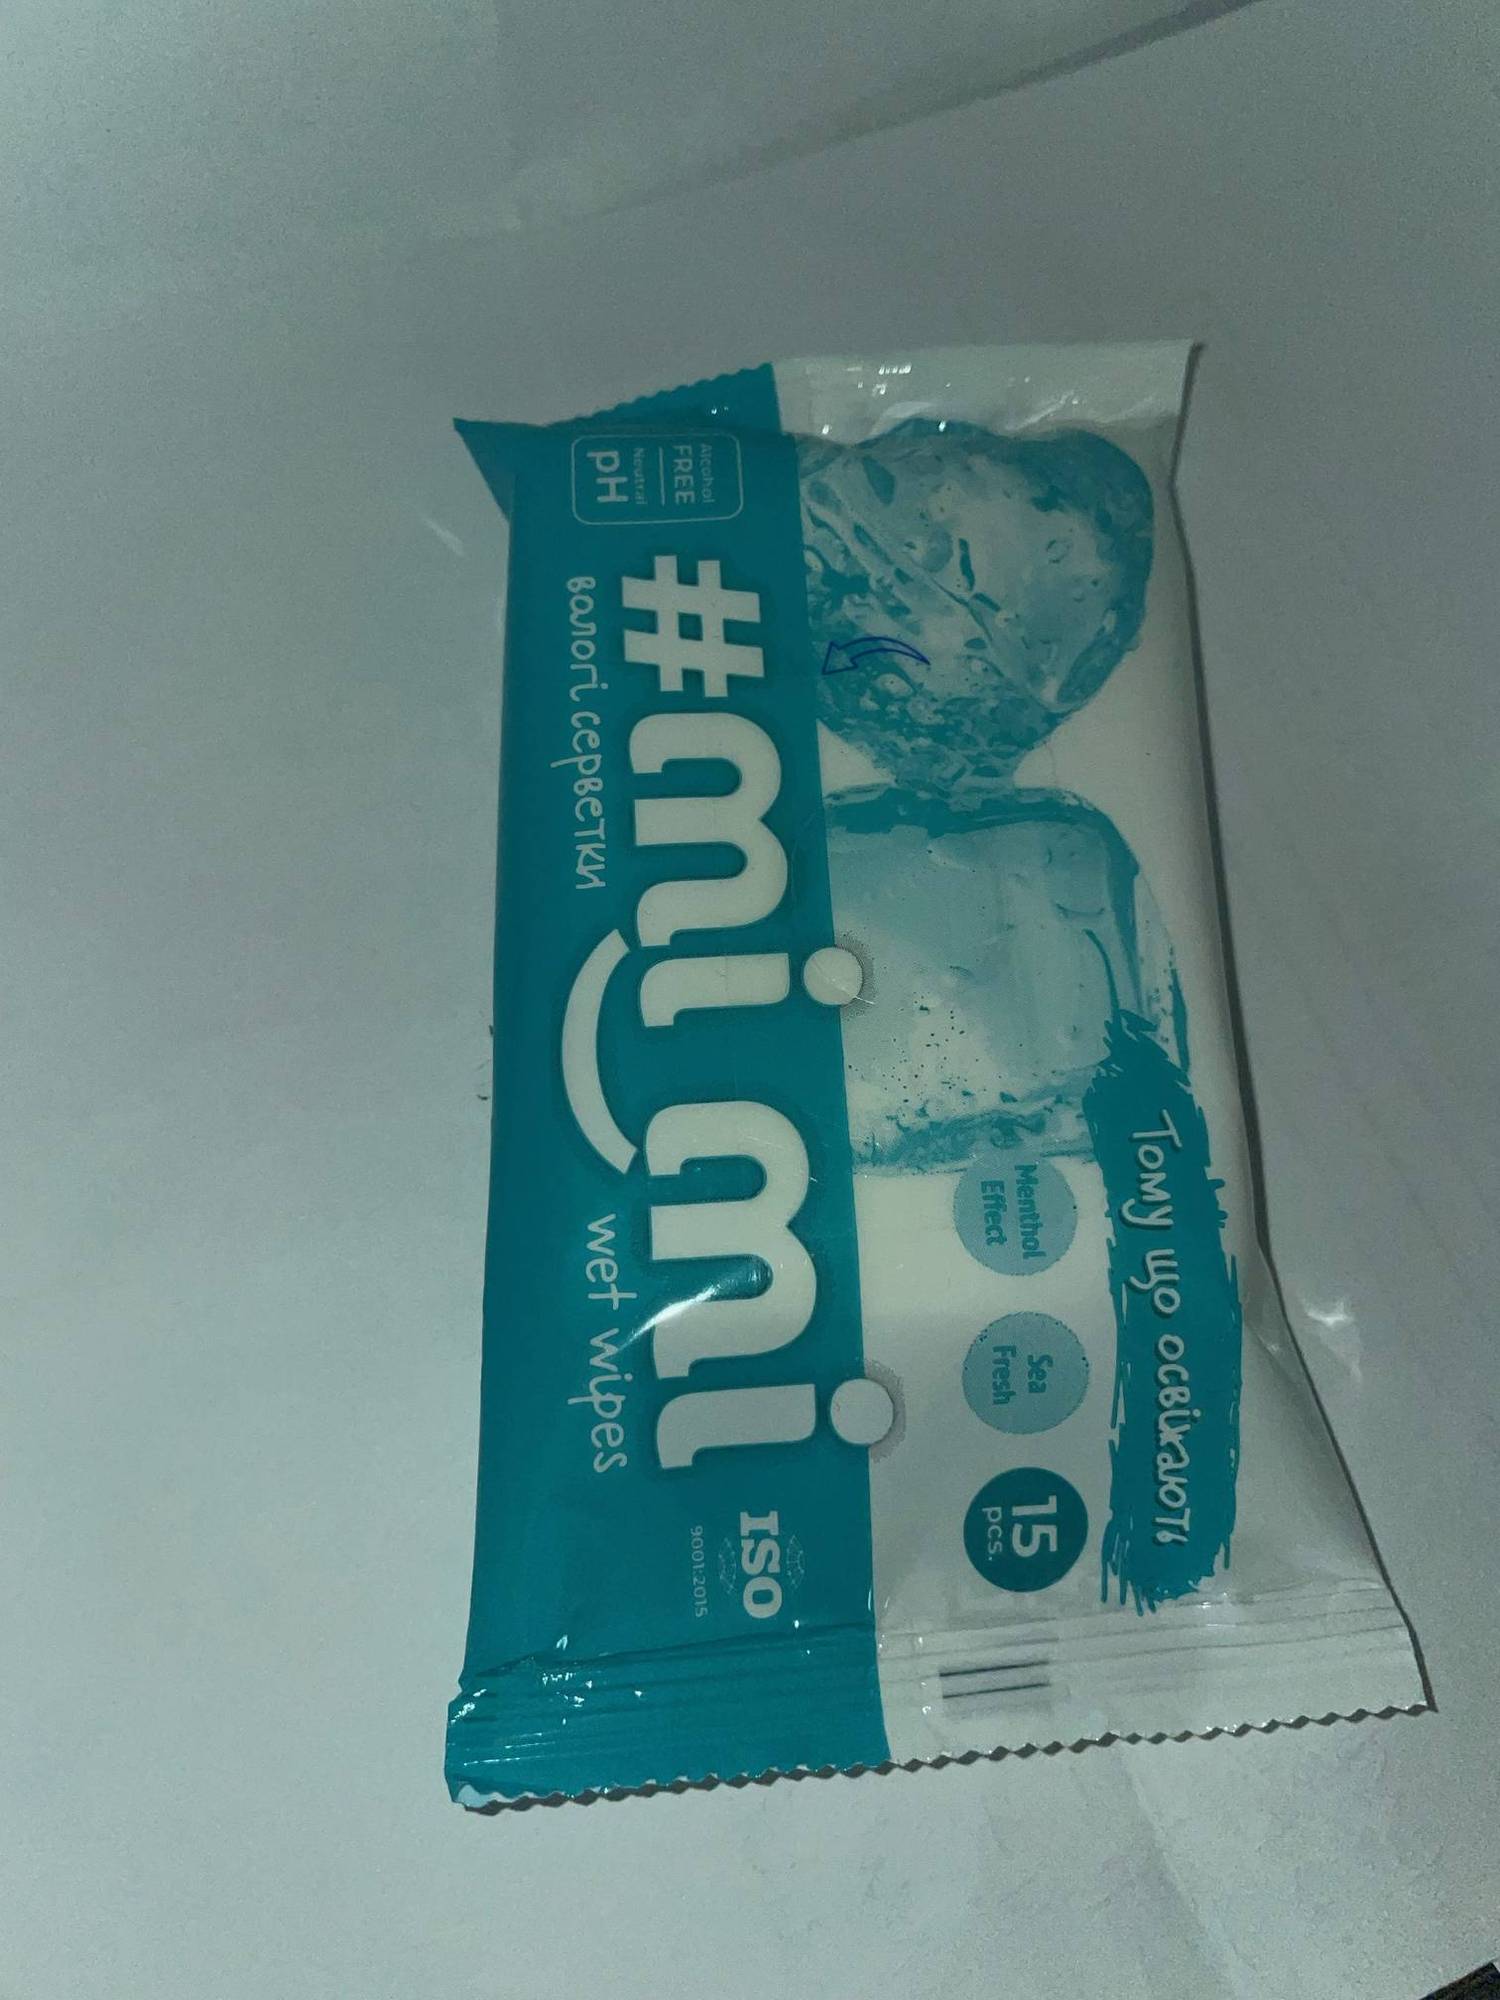 Тому що освіжають
Menthol
Effect
Sea
Fresh
15
pcs.
Alcohol
FREE
Neutral
pH
#mimi
вологі серветки
wet wipes
ISO
9001:2015